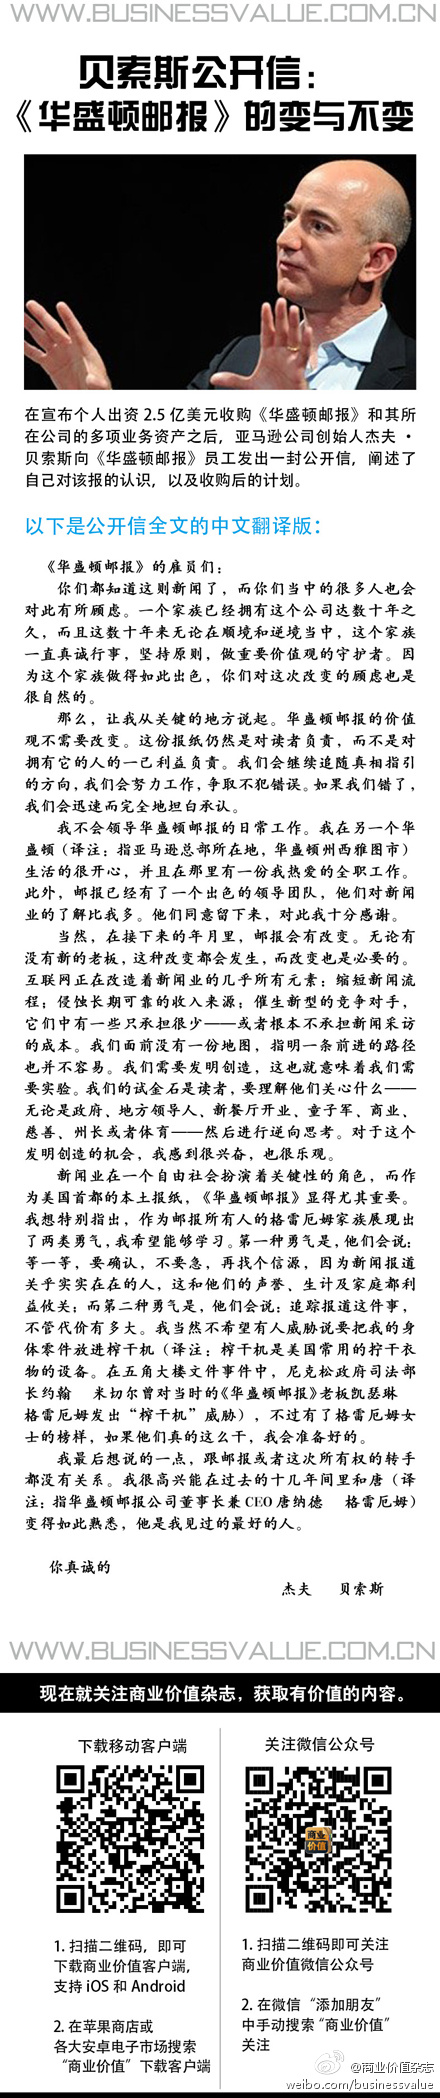 WWW.BUSINESSVALUE.COM.CN
贝索斯公开信：
《华盛顿邮报》的变与不变
在宣布个人出资 2.5 亿美元收购《华盛顿邮报》和其所
在公司的多项业务资产之后，亚马逊公司创始人杰夫·
贝索斯向《华盛顿邮报》员工发出一封公开信，阐述了
自己对该报的认识，以及收购后的计划。
以下是公开信全文的中文翻译版：
《华盛顿邮报》的雇员们：
你们都知道这则新闻了，而你们当中的很多人也会
对此有所顾虑。一个家族已经拥有这个公司达数十年之
久，而且这数十年来无论在顺境和逆境当中，这个家族
一直真诚行事，坚持原则，做重要价值观的守护者。因
为这个家族做得如此出色，你们对这次改变的顾虑也是
很自然的。
那么，让我从关键的地方说起。华盛顿邮报的价值
观不需要改变。这份报纸仍然是对读者负责，而不是对
拥有它的人的一己利益负责。我们会继续追随真相指引
的方向，我们会努力工作，争取不犯错误。如果我们错了，
我们会迅速而完全地坦白承认。
我不会领导华盛顿邮报的日常工作。我在另一个华
盛顿（译注：指亚马逊总部所在地，华盛顿州西雅图市）
生活的很开心，并且在那里有一份我热爱的全职工作。
此外，邮报已经有了一个出色的领导团队，他们对新闻
业的了解比我多。他们同意留下来，对此我十分感谢。
当然，在接下来的年月里，邮报会有改变。无论有
没有新的老板，这种改变都会发生，而改变也是必要的。
互联网正在改造着新闻业的几乎所有元素：缩短新闻流
程；侵蚀长期可靠的收入来源；催生新型的竞争对手，
它们中有一些只承担很少——或者根本不承担新闻采访
的成本。我们面前没有一份地图，指明一条前进的路径
也并不容易。我们需要发明创造，这也就意味着我们需
要实验。我们的试金石是读者，要理解他们关心什么——
无论是政府、地方领导人、新餐厅开业、童子军、商业、
慈善、州长或者体育——然后进行逆向思考。对于这个
发明创造的机会，我感到很兴奋，也很乐观。
新闻业在一个自由社会扮演着关键性的角色，而作
为美国首都的本土报纸，《华盛顿邮报》显得尤其重要。
我想特别指出，作为邮报所有人的格雷厄姆家族展现出
了两类勇气，我希望能够学习。第一种勇气是，他们会说：
等一等，要确认，不要急，再找个信源，因为新闻报道
关乎实实在在的人，这和他们的声誉、生计及家庭都利
益攸关；而第二种勇气是，他们会说：追踪报道这件事，
不管代价有多大。我当然不希望有人威胁说要把我的身
体零件放进榨干机（译注：榨干机是美国常用的拧干衣
物的设备。在五角大楼文件事件中，尼克松政府司法部
长约翰 米切尔曾对当时的《华盛顿邮报》老板凯瑟琳
格雷厄姆发出“榨干机”威胁），不过有了格雷厄姆女
士的榜样，如果他们真的这么干，我会准备好的。
我最后想说的一点，跟邮报或者这次所有权的转手
都没有关系。我很高兴能在过去的十几年间里和唐（译
注：指华盛顿邮报公司董事长兼 CEO 唐纳德 格雷厄姆）
变得如此熟悉，他是我见过的最好的人。
你真诚的
杰夫 贝索斯
WWW.BUSINESSVALUE.COM.CN
现在就关注商业价值杂志，获取有价值的内容。
下载移动客户端
1. 扫描二维码，即可
下载商业价值客户端，
支持 iOS 和 Android
2. 在苹果商店或
各大安卓电子市场搜索
“商业价值”下载客户端
关注微信公众号
商业
价值
1. 扫描二维码即可关注
商业价值微信公众号
2. 在微信“添加朋友”
中手动搜索“商业价值”
关注
@商业价值杂志
weibo.com/businessvalue